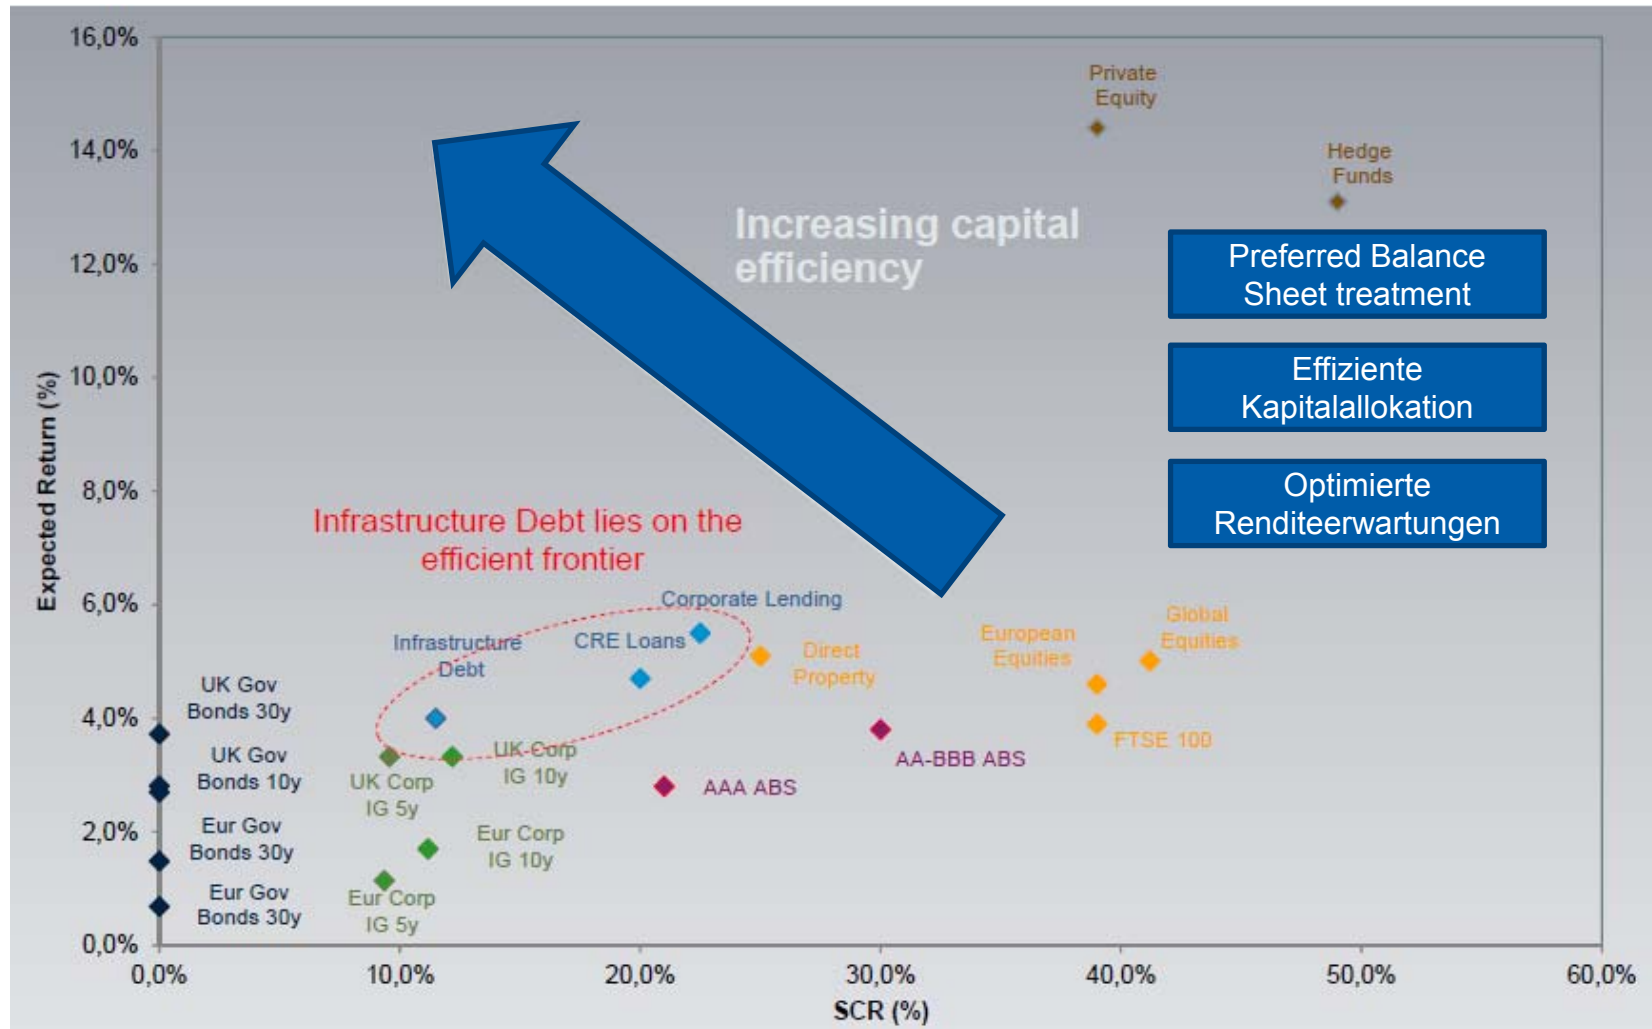 16,0%
14,0%
12,0%
10,0%
8,0%
6,0%
4,0%
2,0%
0,0%
Expected Return (%)
0,0%
10,0%
20,0%
30,0%
40,0%
50,0%
60,0%
SCR (%)
Private
Equity
Hedge
Funds
Increasing capital
efficiency
Preferred Balance
Sheet treatment
Effiziente
Kapitalallokation
Optimierte
Renditeerwartungen
Infrastructure Debt lies on the
efficient frontier
Corporate Lending
CRE Loans
Infrastructure
Debt
Direct
Property
European
Equities
Global
Equities
FTSE 100
AA-BBB ABS
AAA ABS
UK Gov
Bonds 30y
UK Gov
Bonds 10y
Eur Gov
Bonds 30y
Eur Gov
Bonds 30y
UK Corp
IG 5y
UK Corp
IG 10y
Eur Corp
IG 10y
Eur Corp
IG 5y